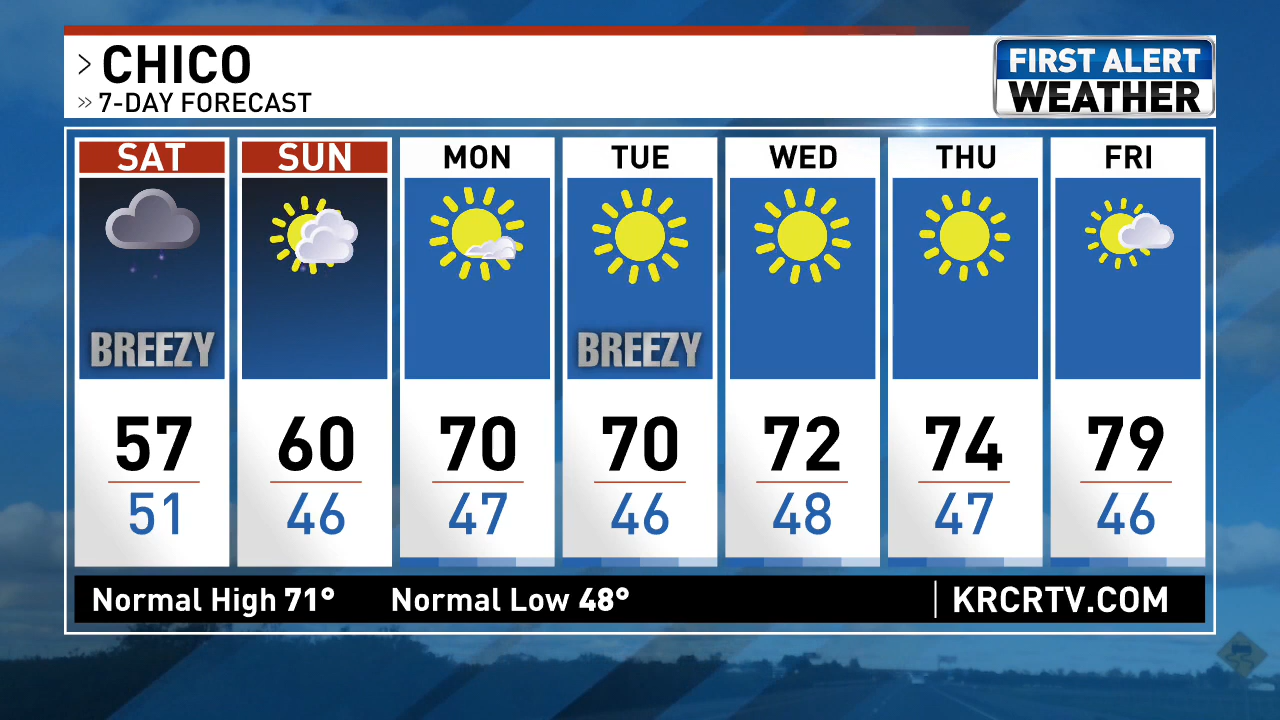 > CHICO
» 7-DAY FORECAST
FIRST ALERT
WEATHER
SAT SUN MON TUE WED THU FRI
BREEZY BREEZY
57 60 70 70 72 74 79
51 46 47 46 48 47 46
Normal High 71° Normal Low 48° | KRCRTV.COM